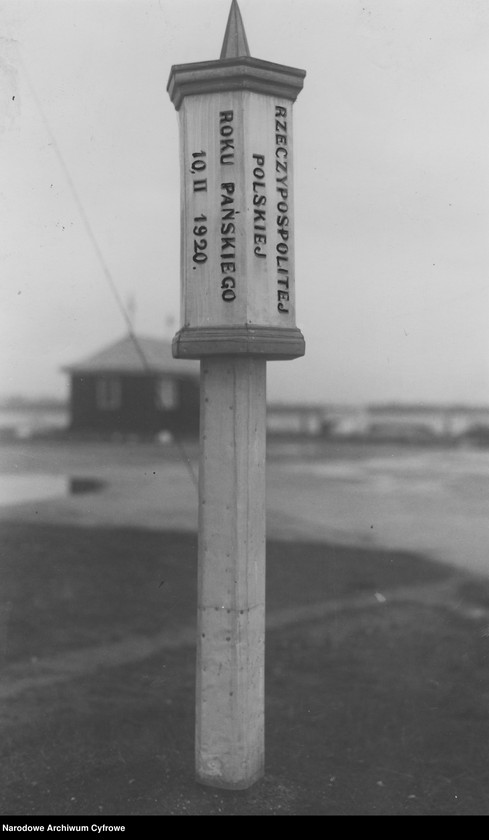 RZECZYPOSPOLITEJ
POLSKIEJ
ROKU PAŃSKIEGO
10,II 1920.
Narodowe Archiwum Cyfrowe